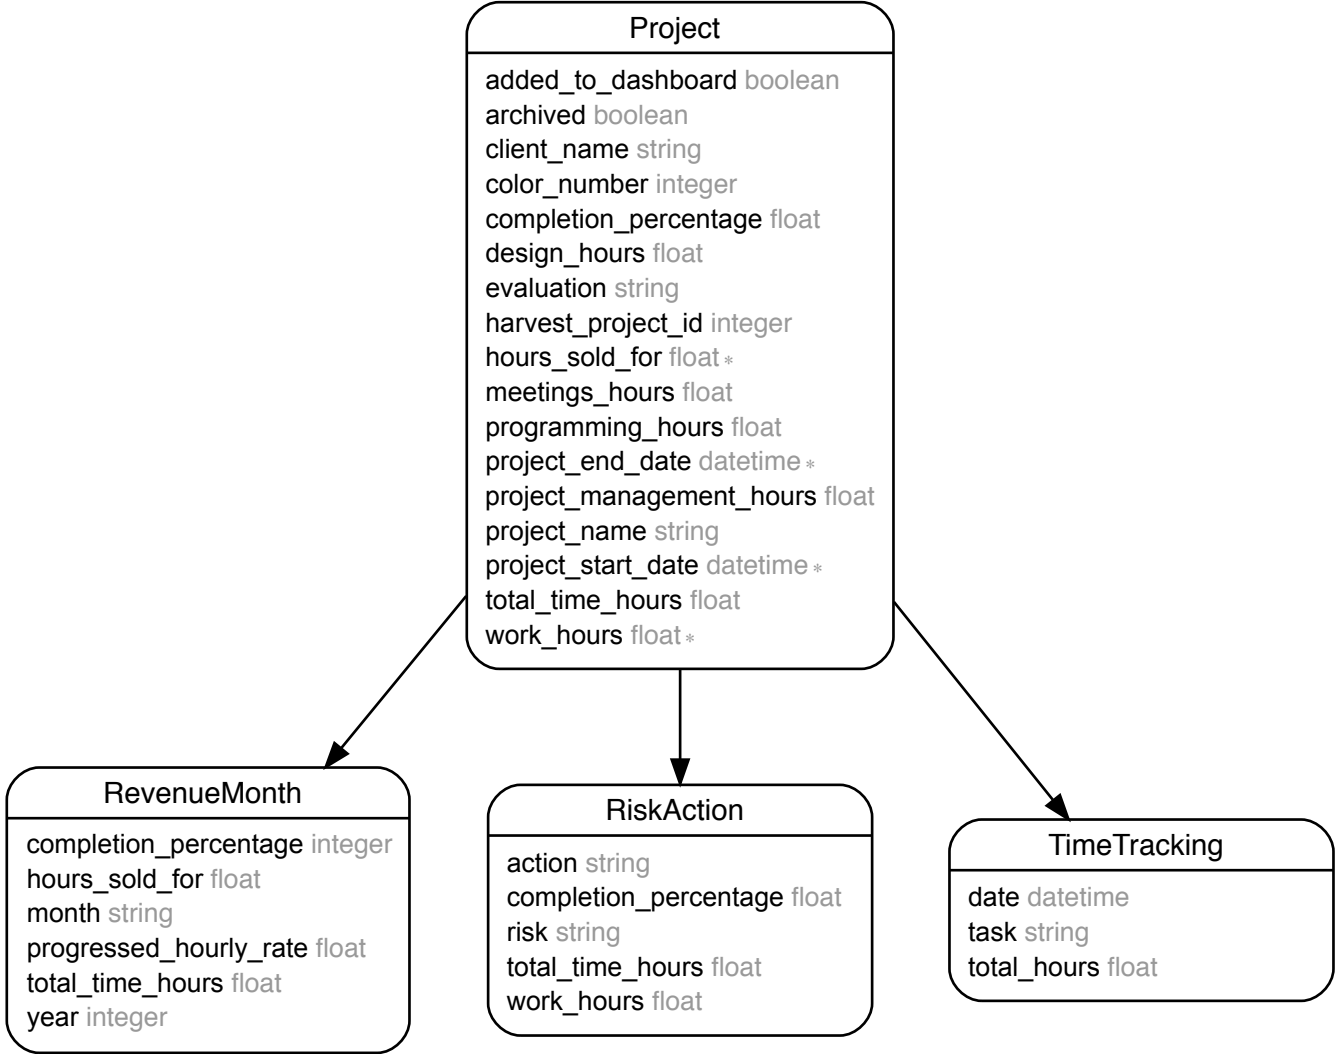 Project
added_to_dashboard boolean
archived boolean
client_name string
color_number integer
completion_percentage float
design_hours float
evaluation string
harvest_project_id integer
hours_sold_for float *
meetings_hours float
programming_hours float
project_end_date datetime *
project_management_hours float
project_name string
project_start_date datetime *
total_time_hours float
work_hours float *
RevenueMonth
completion_percentage integer
hours_sold_for float
month string
progressed_hourly_rate float
total_time_hours float
year integer
RiskAction
action string
completion_percentage float
risk string
total_time_hours float
work_hours float
TimeTracking
date datetime
task string
total_hours float